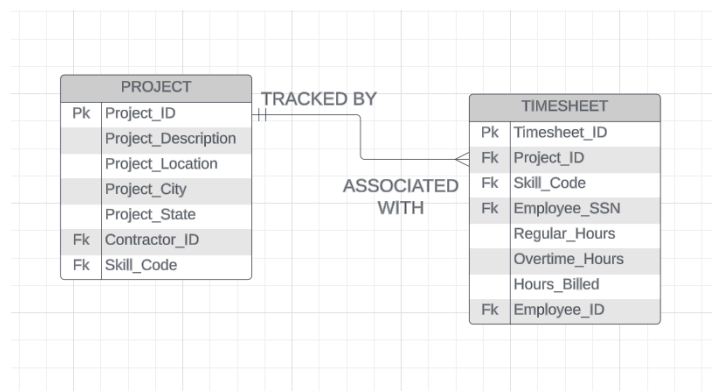 PROJECT
Pk Project_ID
Project_Description
Project_Location
Project_City
Project_State
Fk Contractor_ID
Fk Skill_Code
TRACKED BY
ASSOCIATED
WITH
TIMESHEET
Pk Timesheet_ID
Fk Project_ID
Fk Skill_Code
Fk Employee_SSN
Regular_Hours
Overtime_Hours
Hours_Billed
Fk Employee_ID